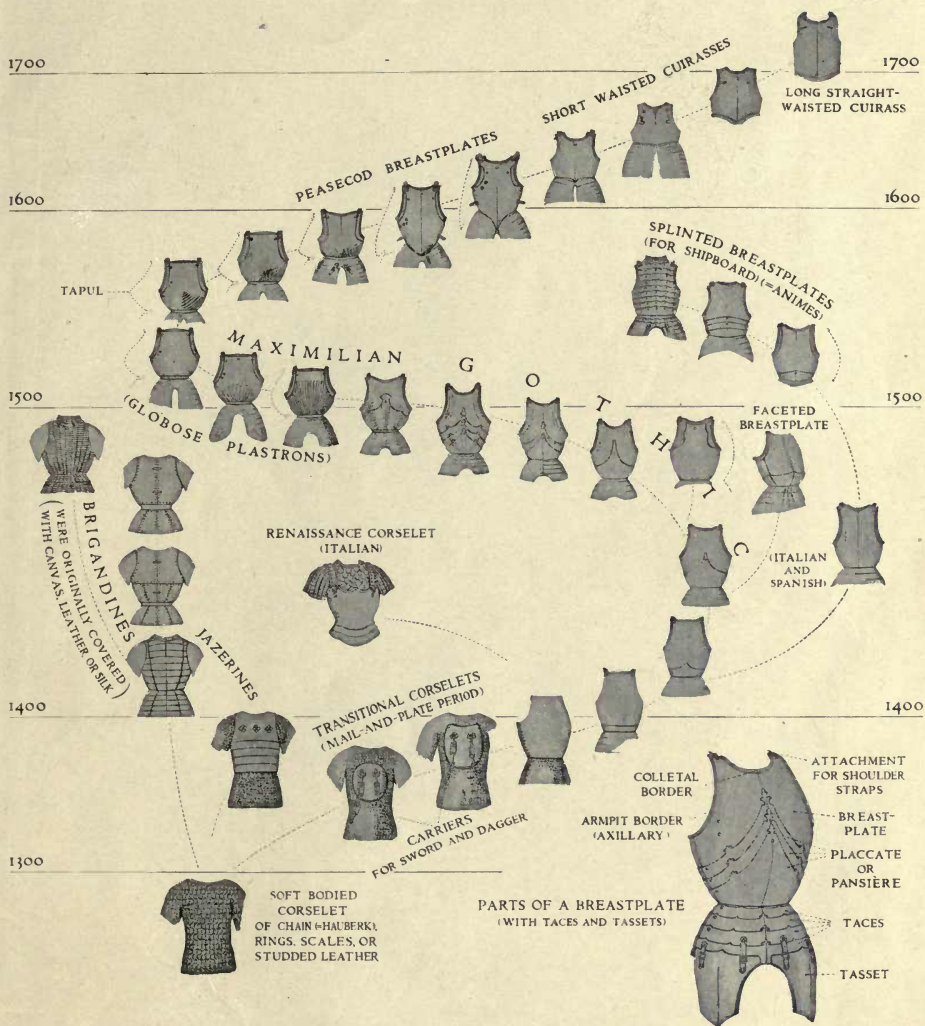 1700
1700
LONG STRAIGHT-
WAISTED CUIRASS
SHORT WAISTED CUIRASSES
PEASECOD BREASTPLATES
1600
1600
SPLINTED BREASTPLATES
(FOR SHIPBOARD) (=ANIMES)
TAPUL
MAXIMILIAN
(GLOBOSE PLASTRONS)
GOTHIC
1500
1500
FACETED
BREASTPLATE
BRIGANDINES
(WERE ORIGINALLY COVERED
WITH CANVAS, LEATHER OR SILK)
RENAISSANCE CORSELET
(ITALIAN)
(ITALIAN
AND
SPANISH)
JAZERINES
1400
1400
TRANSITIONAL CORSELETS
(MAIL-AND-PLATE PERIOD)
CARRIERS
FOR SWORD AND DAGGER
1300
SOFT BODIED
CORSELET
OF CHAIN (=HAUBERK),
RINGS, SCALES, OR
STUDDED LEATHER
PARTS OF A BREASTPLATE
(WITH TACES AND TASSETS)
COLLETAL
BORDER
ARMPIT BORDER
(AXILLARY)
ATTACHMENT
FOR SHOULDER
STRAPS
BREAST-
PLATE
PLACCATE
OR
PANSIÈRE
TACES
TASSET